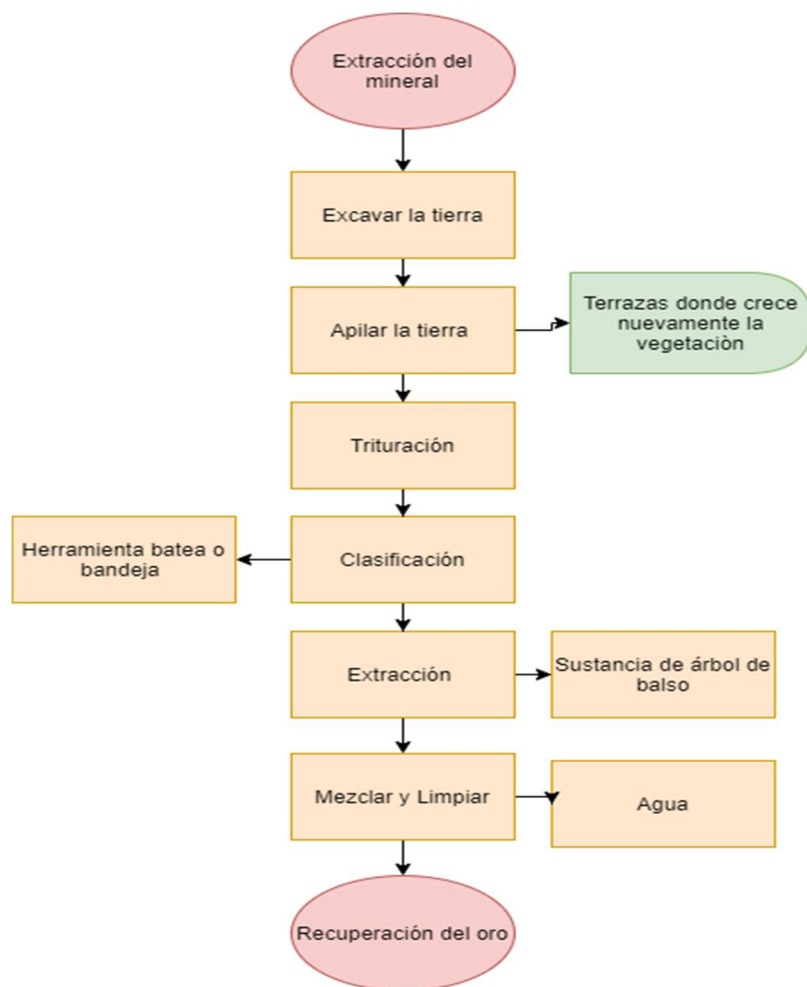 Extracción del
mineral
Excavar la tierra
Apilar la tierra
Terrazas donde crece
nuevamente la
vegetaciòn
Trituración
Herramienta batea o
bandeja
Clasificación
Extracción
Sustancia de árbol de
balso
Mezclar y Limpiar
Agua
Recuperación del oro